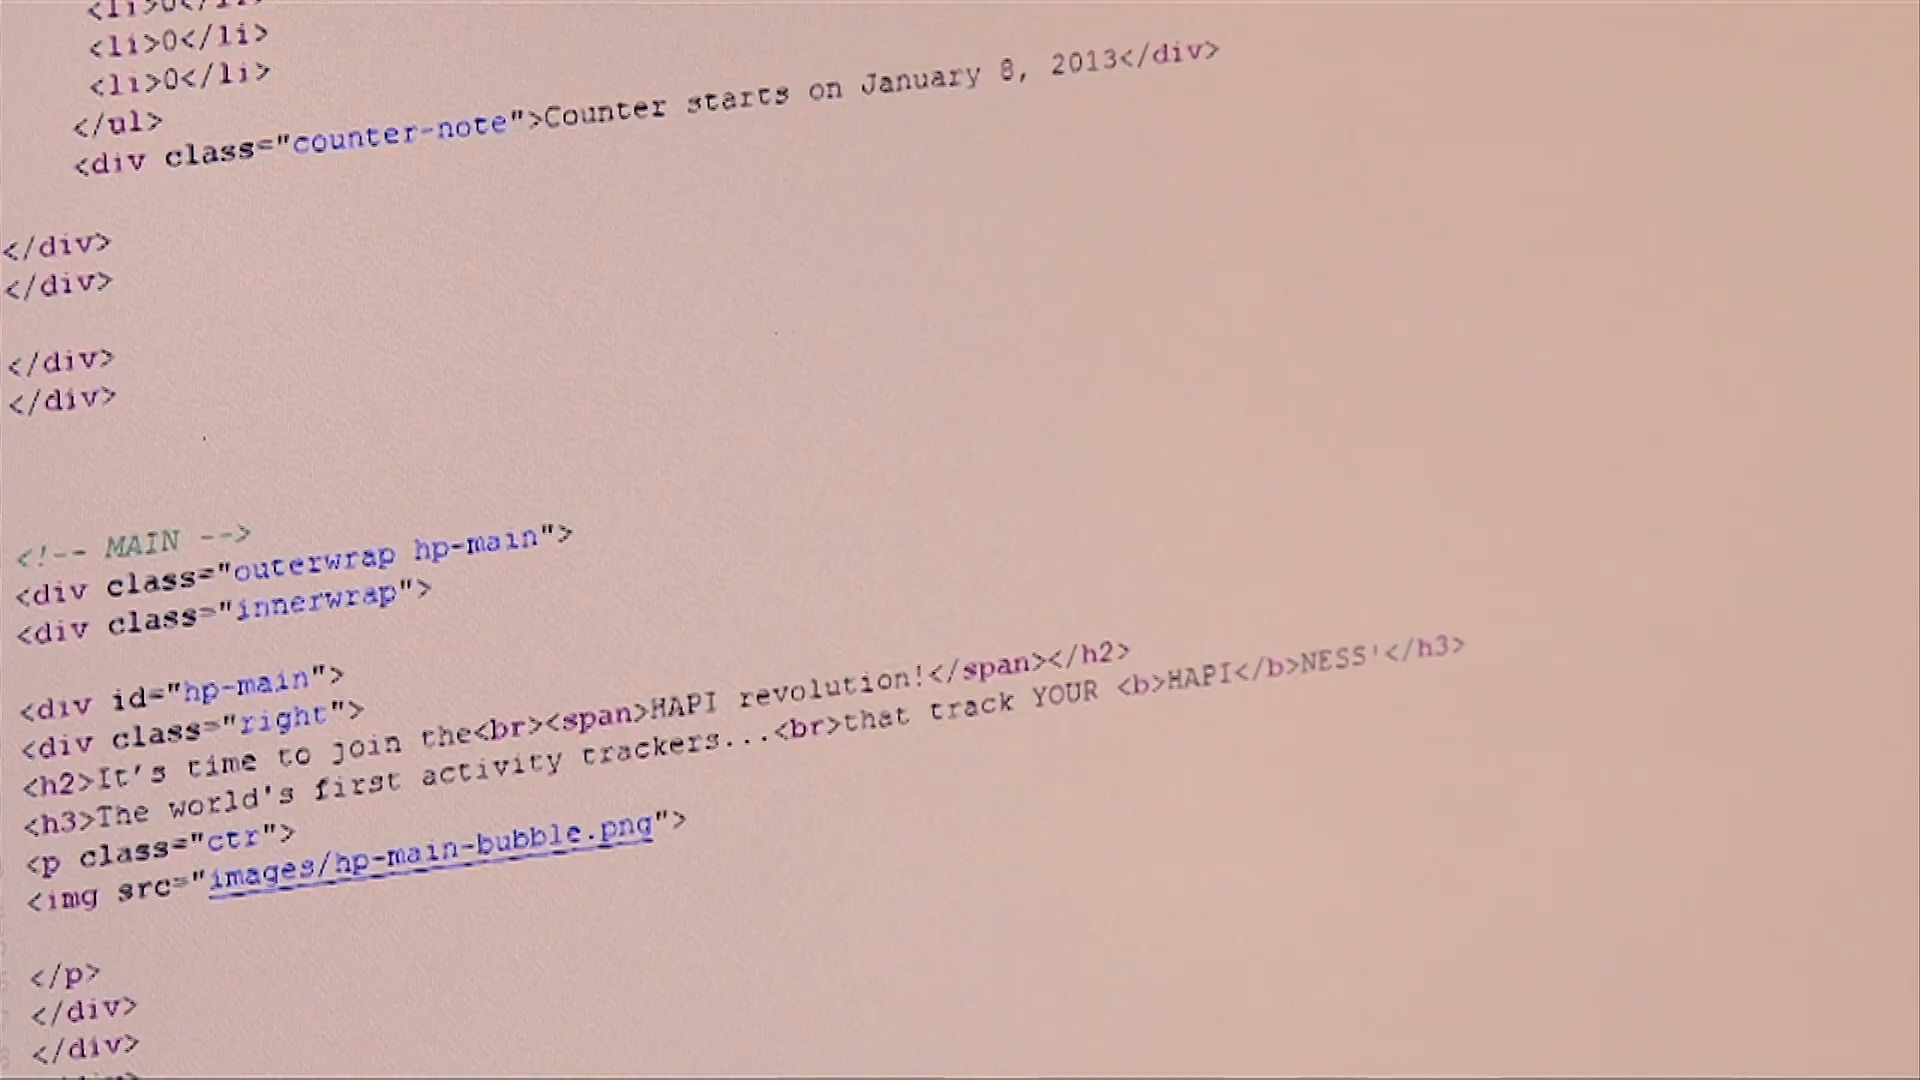 <li>0</li>
<li>0</li>
<li>0</li>
</ul>
<div class="counter-note">Counter starts on January 8, 2013</div>
</div>
</div>
</div>
</div>
<!-- MAIN -->
<div class="outerwrap hp-main">
<div class="innerwrap">
<div id="hp-main">
<div class="right">
<h2>It's time to join the<br><span>HAPI revolution!</span></h2>
<h3>The world's first activity trackers...<br>that track YOUR <b>HAPI</b>NESS'</h3>
<p class="ctr">
<img src="images/hp-main-bubble.png">
</p>
</div>
</div>